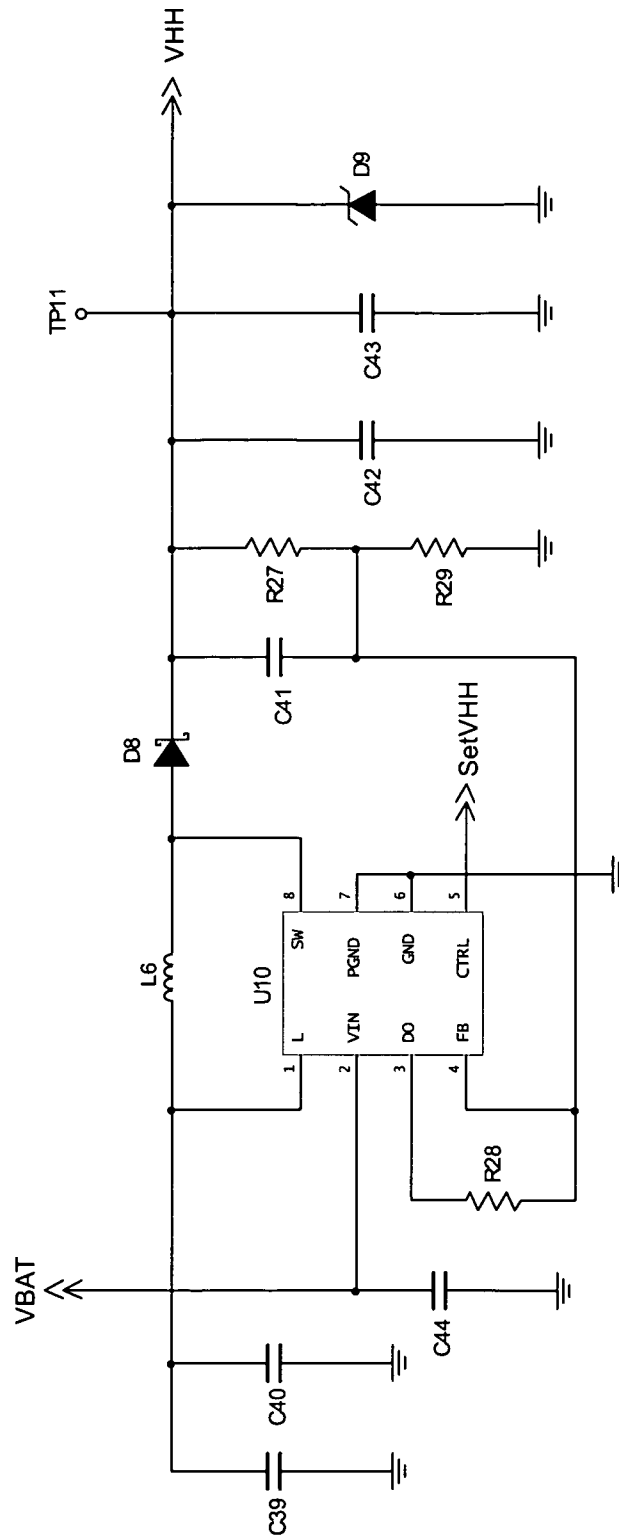 VBAT
C39
C40
C44
L6
U10
1
L
2
VIN
3
DO
4
FB
8
SW
7
PGND
6
GND
5
CTRL
R28
D8
SetVHH
C41
R27
R29
C42
C43
TP11
D9
VHH